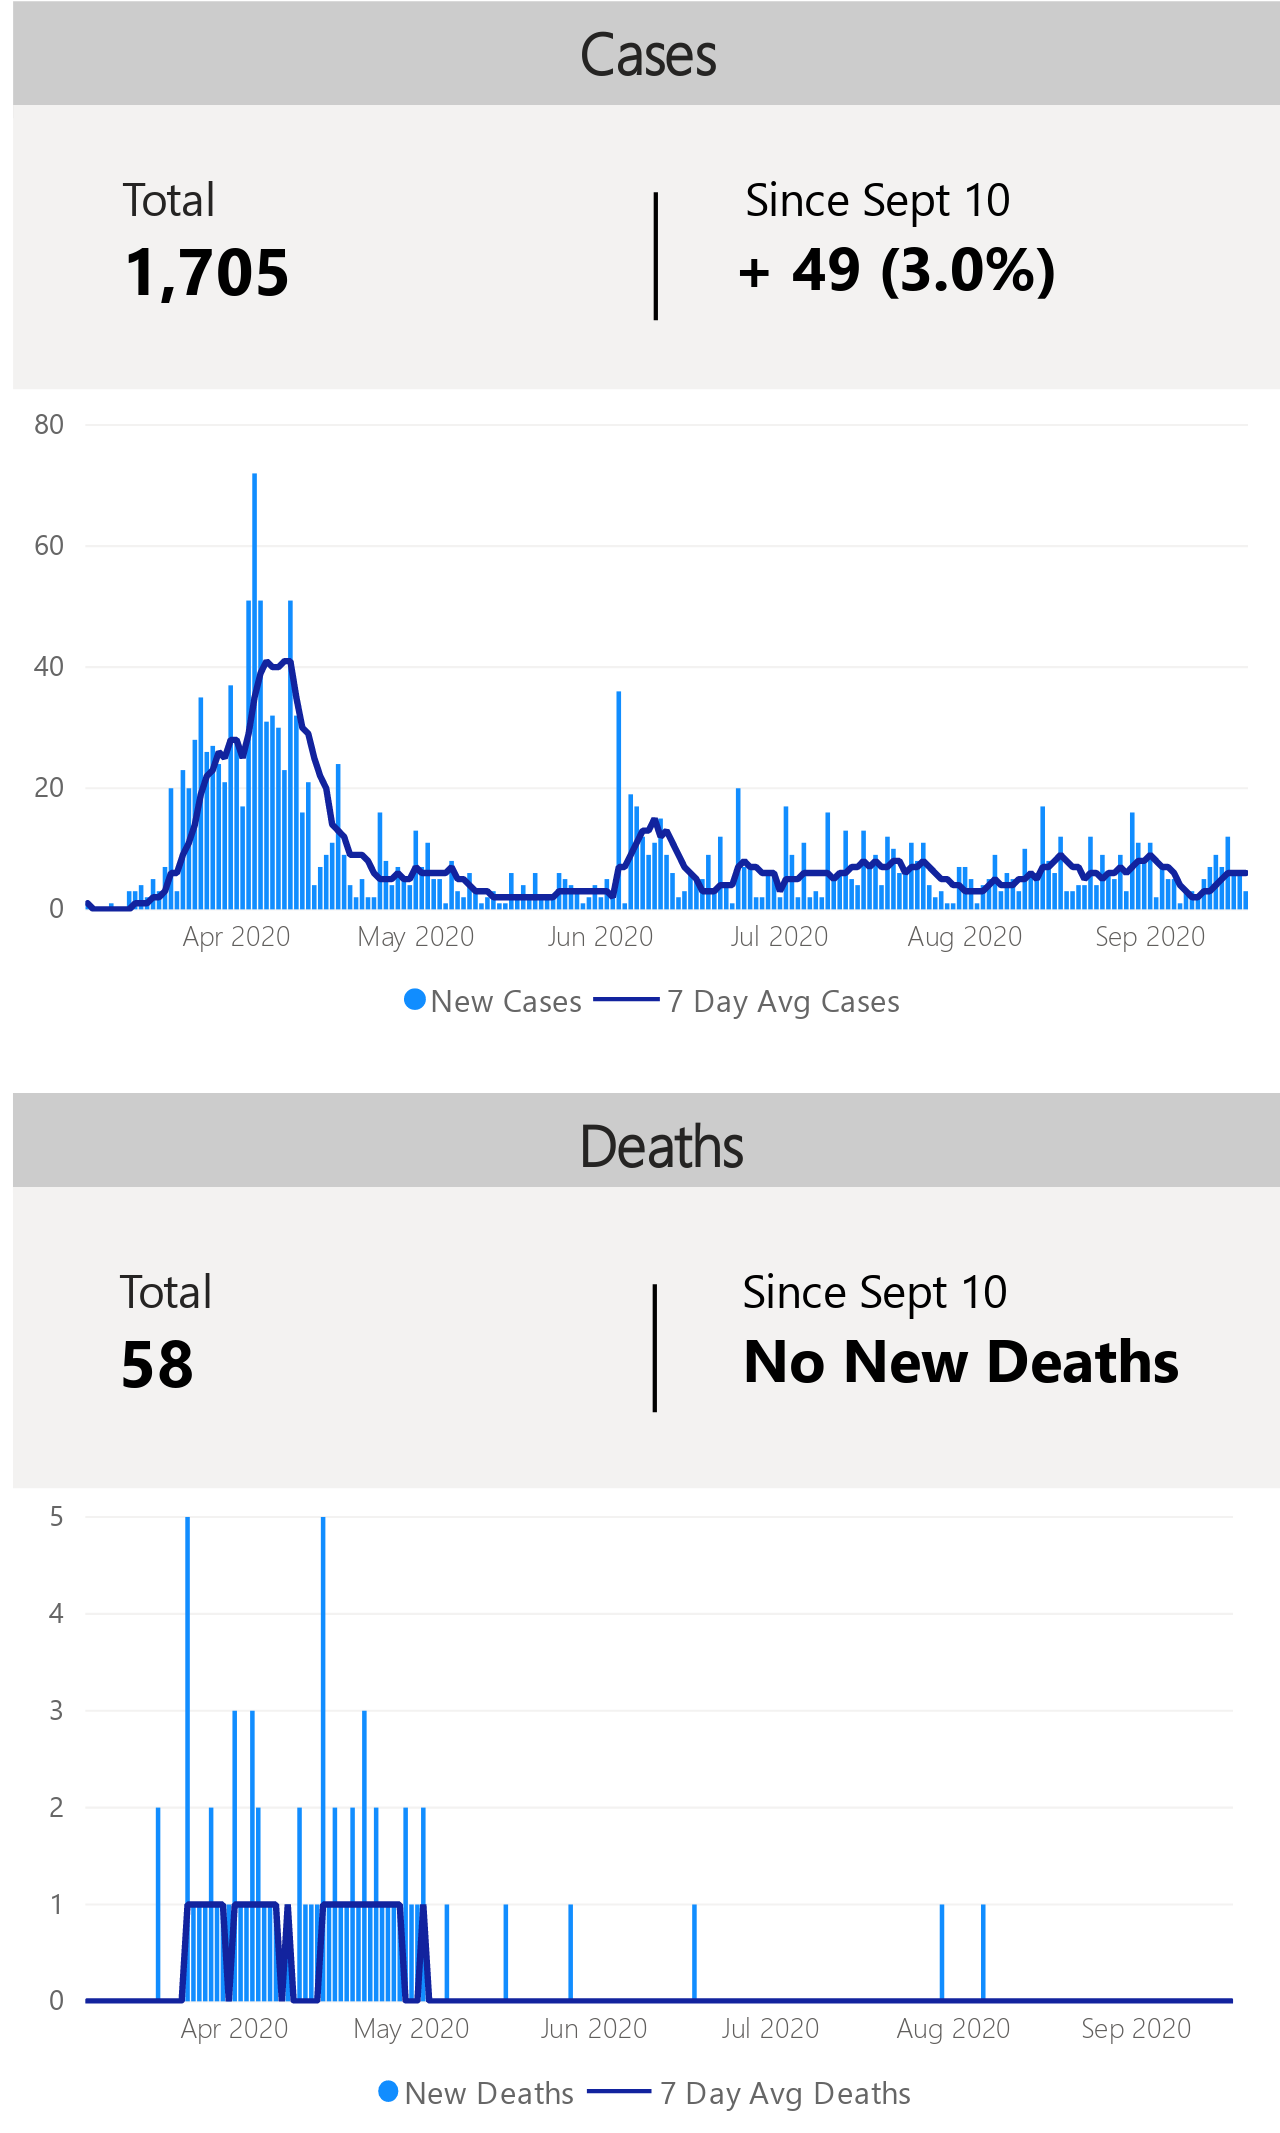 Cases
Total
Since Sept 10
1,705
+ 49 (3.0%)
80
60
40
20
0
Apr 2020 May 2020 Jun 2020 Jul 2020 Aug 2020 Sep 2020
New Cases 7 Day Avg Cases
Deaths
Total
Since Sept 10
58
No New Deaths
5
4
3
2
1
0
Apr 2020 May 2020 Jun 2020 Jul 2020 Aug 2020 Sep 2020
New Deaths 7 Day Avg Deaths